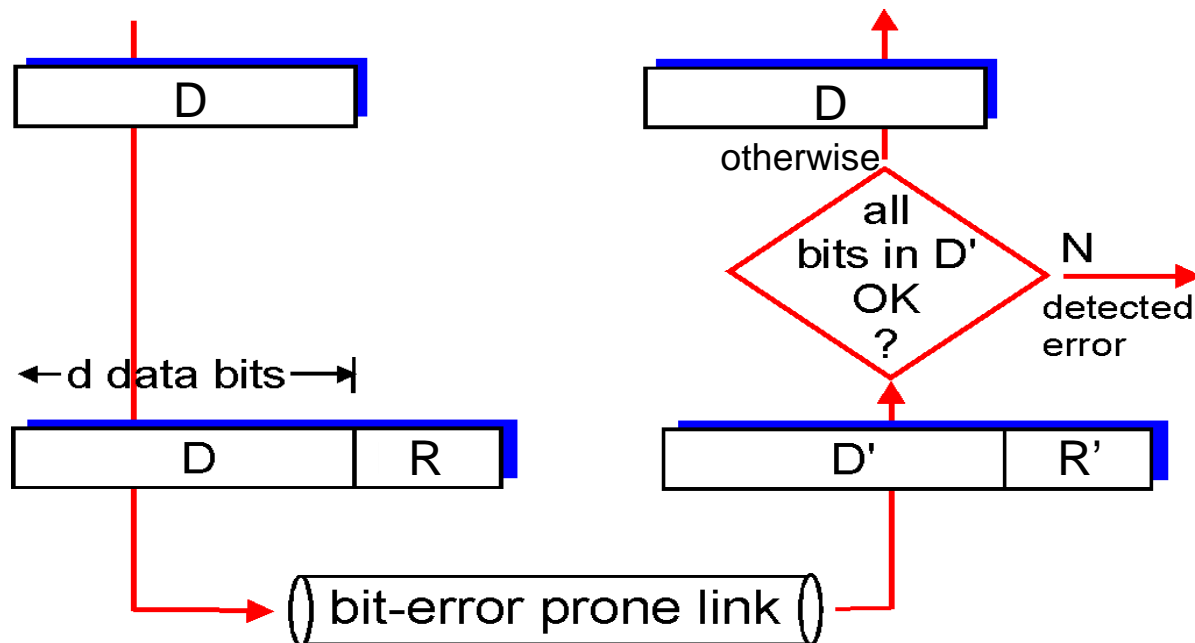 D
d data bits
D
R
bit-error prone link
D'
R’
all
bits in D'
OK
?
N
detected
error
otherwise
D